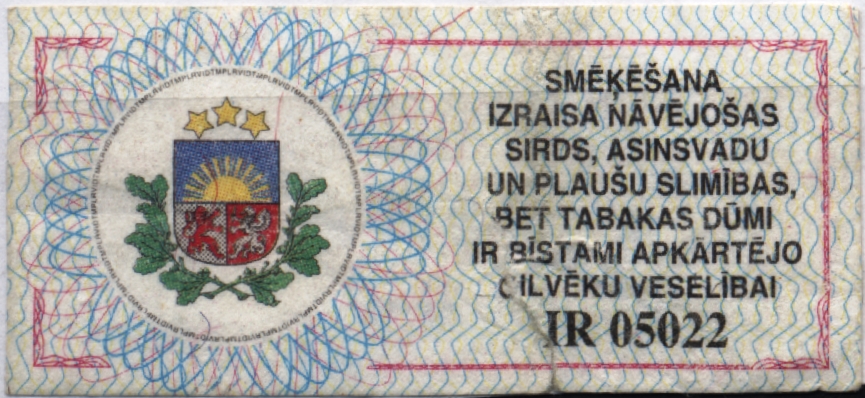 SMĒĶĒŠANA
IZRAISA NĀVĒJOŠAS
SIRDS, ASINSVADU
UN PLAUŠU SLIMĪBAS,
BET TABAKAS DŪMI
IR BĪSTAMI APKĀRTĒJO
CILVĒKU VESELĪBAI
IR 05022